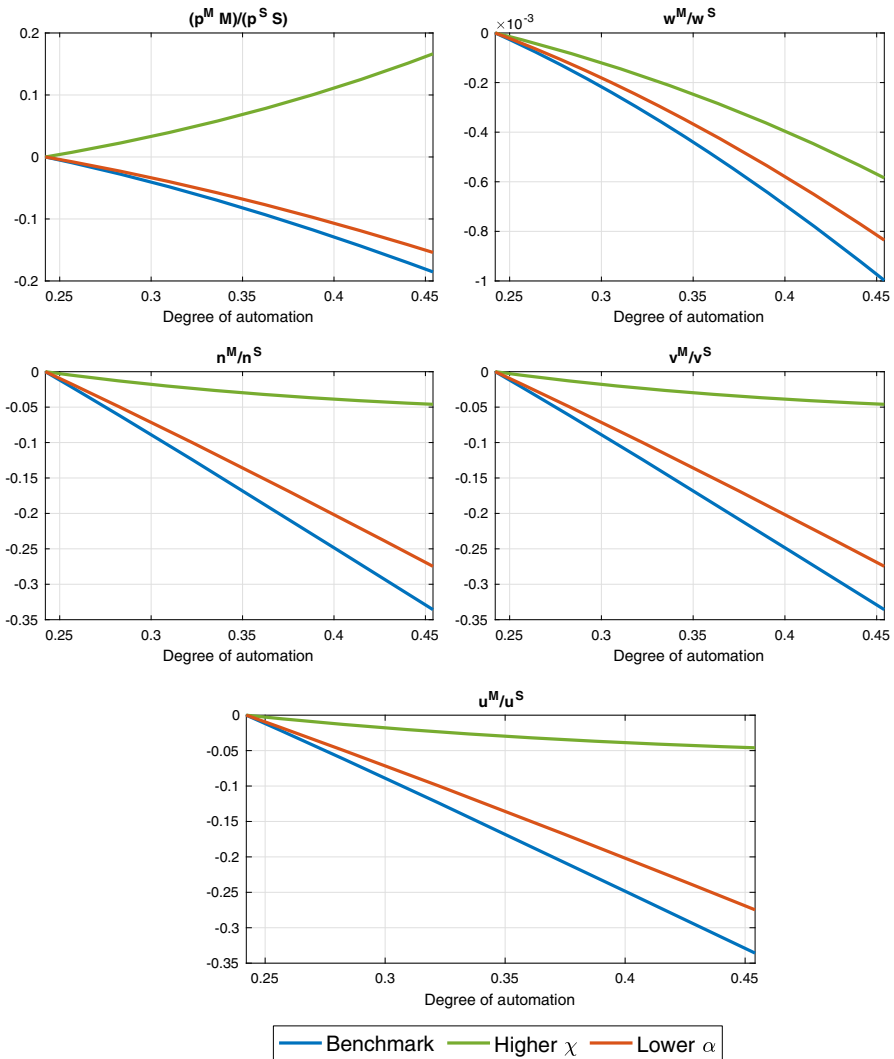 (p^M M)/(p^S S)
0.2
0.1
0
-0.1
-0.2
0.25 0.3 0.35 0.4 0.45
Degree of automation
w^M/w^S
×10^-3
0
-0.2
-0.4
-0.6
-0.8
-1
0.25 0.3 0.35 0.4 0.45
Degree of automation
n^M/n^S
0
-0.05
-0.1
-0.15
-0.2
-0.25
-0.3
-0.35
0.25 0.3 0.35 0.4 0.45
Degree of automation
v^M/v^S
0
-0.05
-0.1
-0.15
-0.2
-0.25
-0.3
-0.35
0.25 0.3 0.35 0.4 0.45
Degree of automation
u^M/u^S
0
-0.05
-0.1
-0.15
-0.2
-0.25
-0.3
-0.35
0.25 0.3 0.35 0.4 0.45
Degree of automation
Benchmark Higher χ Lower α